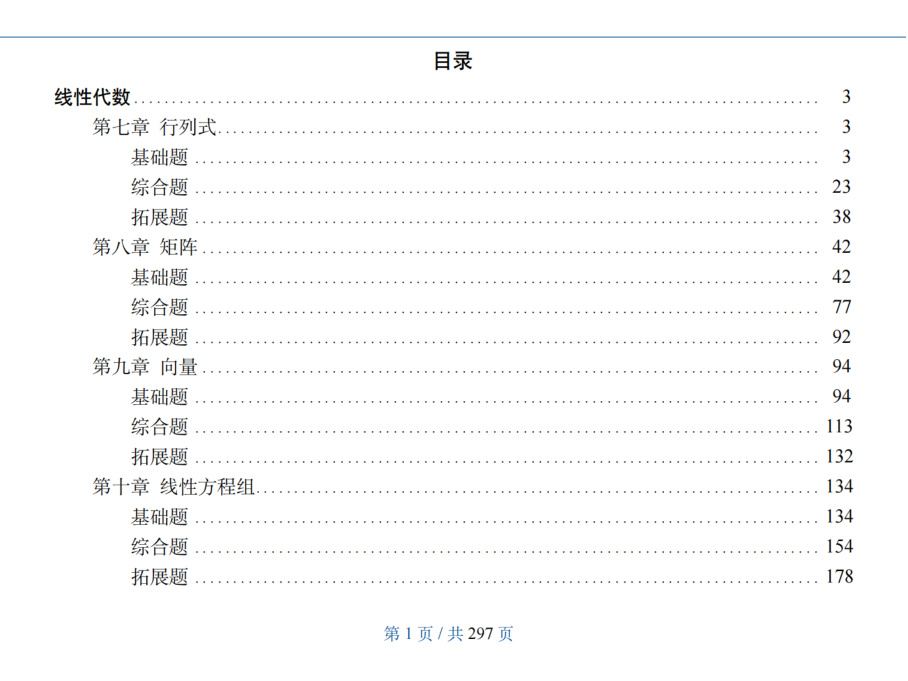 目录
线性代数 3
第七章 行列式 3
基础题 3
综合题 23
拓展题 38
第八章 矩阵 42
基础题 42
综合题 77
拓展题 92
第九章 向量 94
基础题 94
综合题 113
拓展题 132
第十章 线性方程组 134
基础题 134
综合题 154
拓展题 178
第 1 页 / 共 297 页